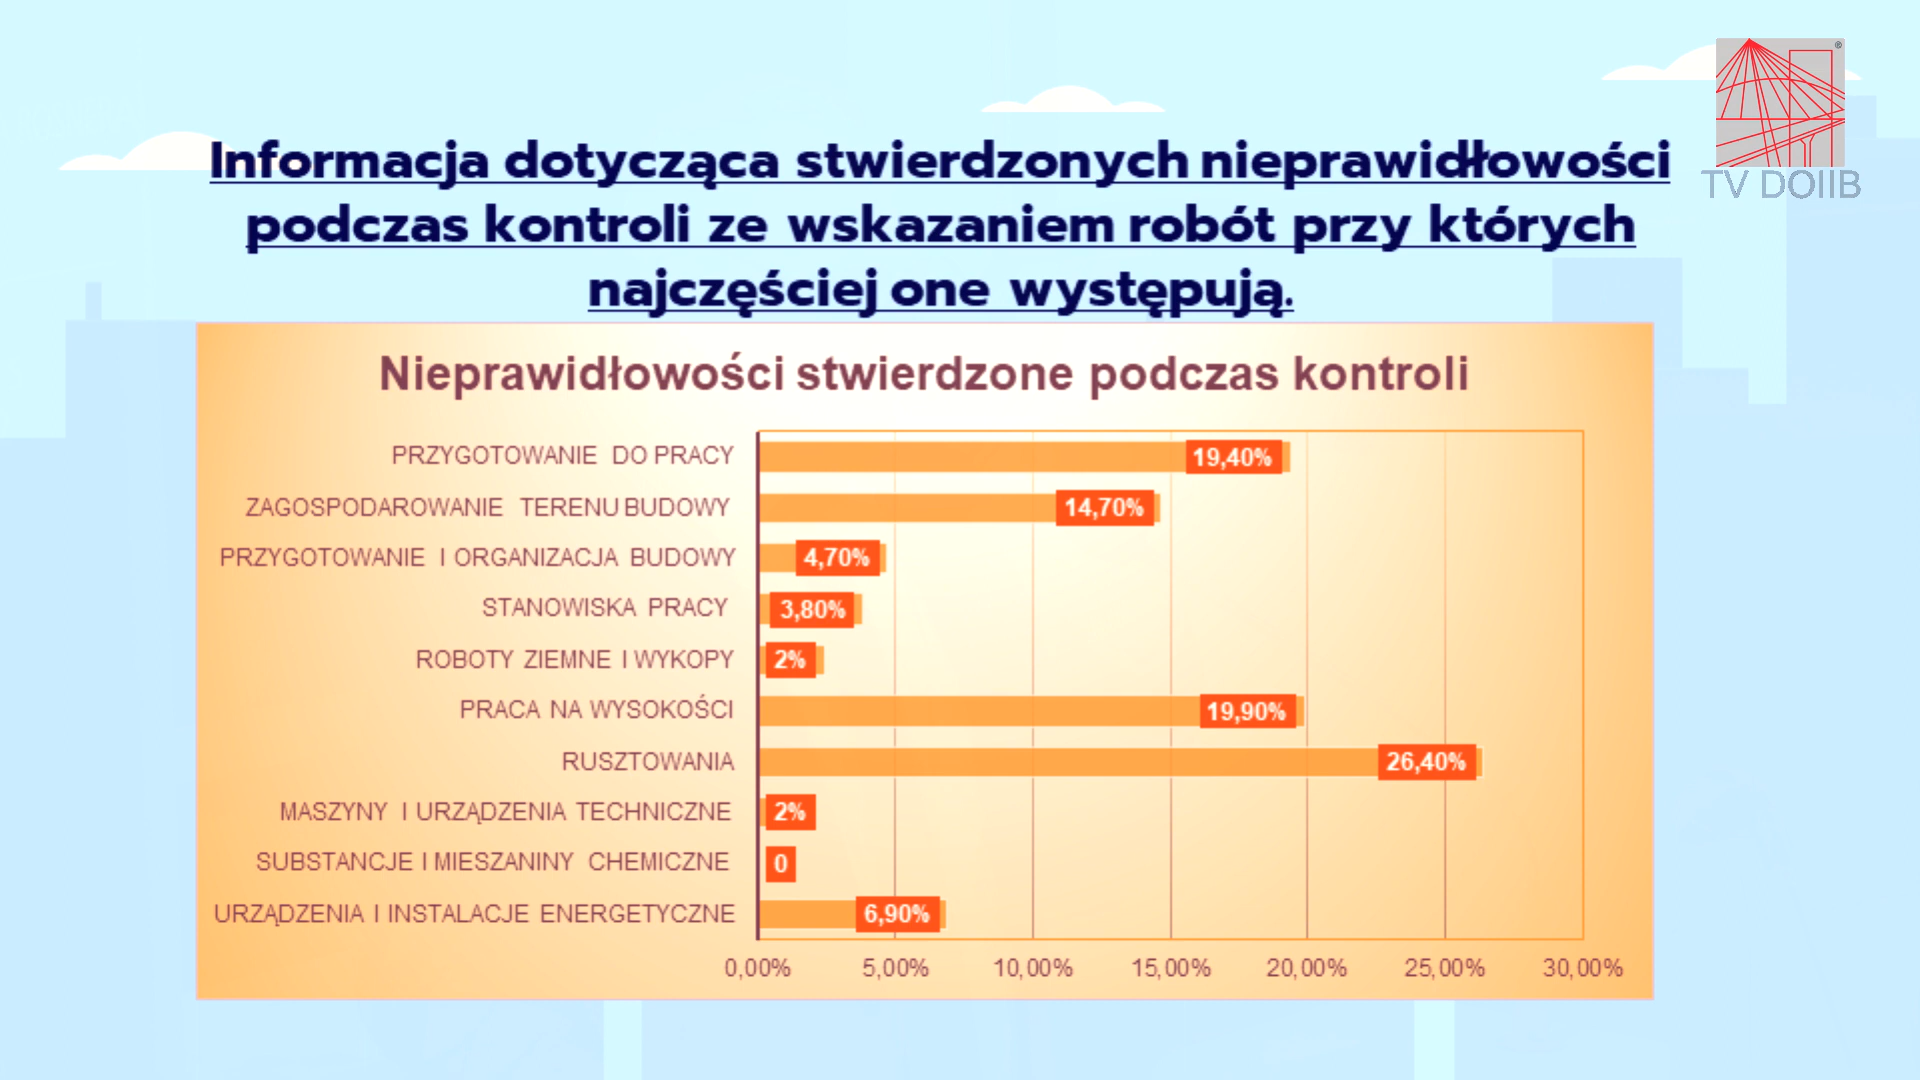 ®
TV DOIIB
Informacja dotycząca stwierdzonych nieprawidłowości
podczas kontroli ze wskazaniem robót przy których
najczęściej one występują.
Nieprawidłowości stwierdzone podczas kontroli
PRZYGOTOWANIE DO PRACY 19,40%
ZAGOSPODAROWANIE TERENU BUDOWY 14,70%
PRZYGOTOWANIE I ORGANIZACJA BUDOWY 4,70%
STANOWISKA PRACY 3,80%
ROBOTY ZIEMNE I WYKOPY 2%
PRACA NA WYSOKOŚCI 19,90%
RUSZTOWANIA 26,40%
MASZYNY I URZĄDZENIA TECHNICZNE 2%
SUBSTANCJE I MIESZANINY CHEMICZNE 0
URZĄDZENIA I INSTALACJE ENERGETYCZNE 6,90%
0,00% 5,00% 10,00% 15,00% 20,00% 25,00% 30,00%